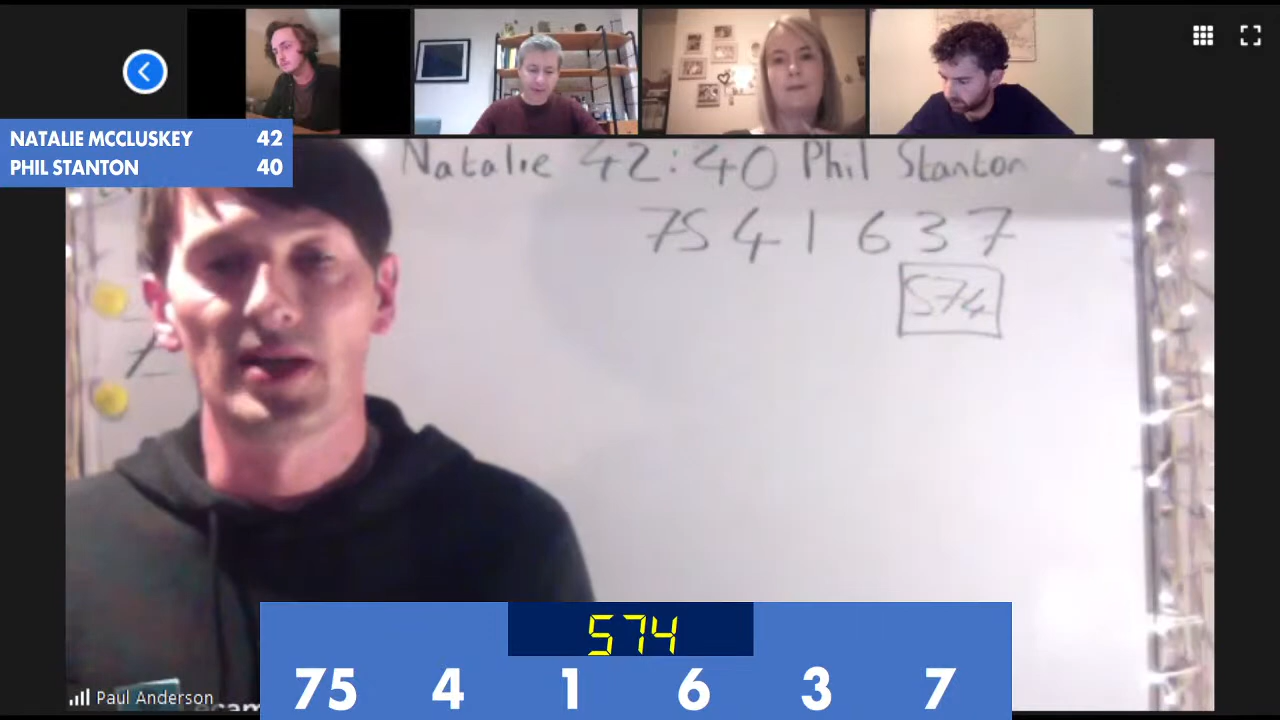 NATALIE MCCLUSKEY 42
PHIL STANTON 40
Natalie 42:40 Phil Stanton
75 4 1 6 3 7
574
574
75 4 1 6 3 7
Paul Anderson